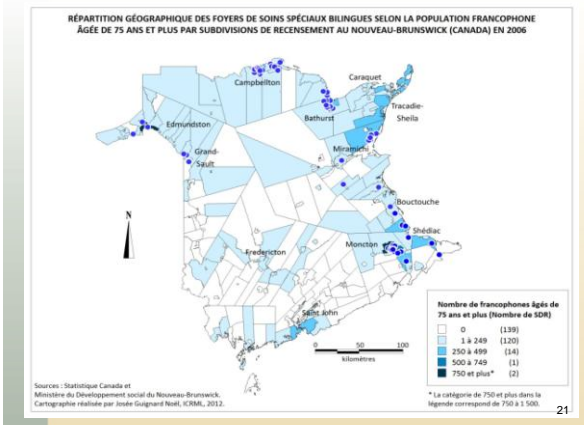 RÉPARTITION GÉOGRAPHIQUE DES FOYERS DE SOINS SPÉCIAUX BILINGUES SELON LA POPULATION FRANCOPHONE
ÂGÉE DE 75 ANS ET PLUS PAR SUBDIVISIONS DE RECENSEMENT AU NOUVEAU-BRUNSWICK (CANADA) EN 2006
Campbellton
Caraquet
Tracadie-
Sheila
Bathurst
Edmundston
Grand-
Sault
Miramichi
Bouctouche
Shédiac
Moncton
Fredericton
Saint John
N
0 50 100
kilomètres
Nombre de francophones âgés de
75 ans et plus (Nombre de SDR)
0 (139)
1 à 249 (120)
250 à 499 (14)
500 à 749 (1)
750 et plus* (2)
* La catégorie de 750 et plus dans la
légende correspond de 750 à 1 500.
Sources : Statistique Canada et
Ministère du Développement social du Nouveau-Brunswick.
Cartographie réalisée par Josée Guignard Noël, ICRML, 2012.
21